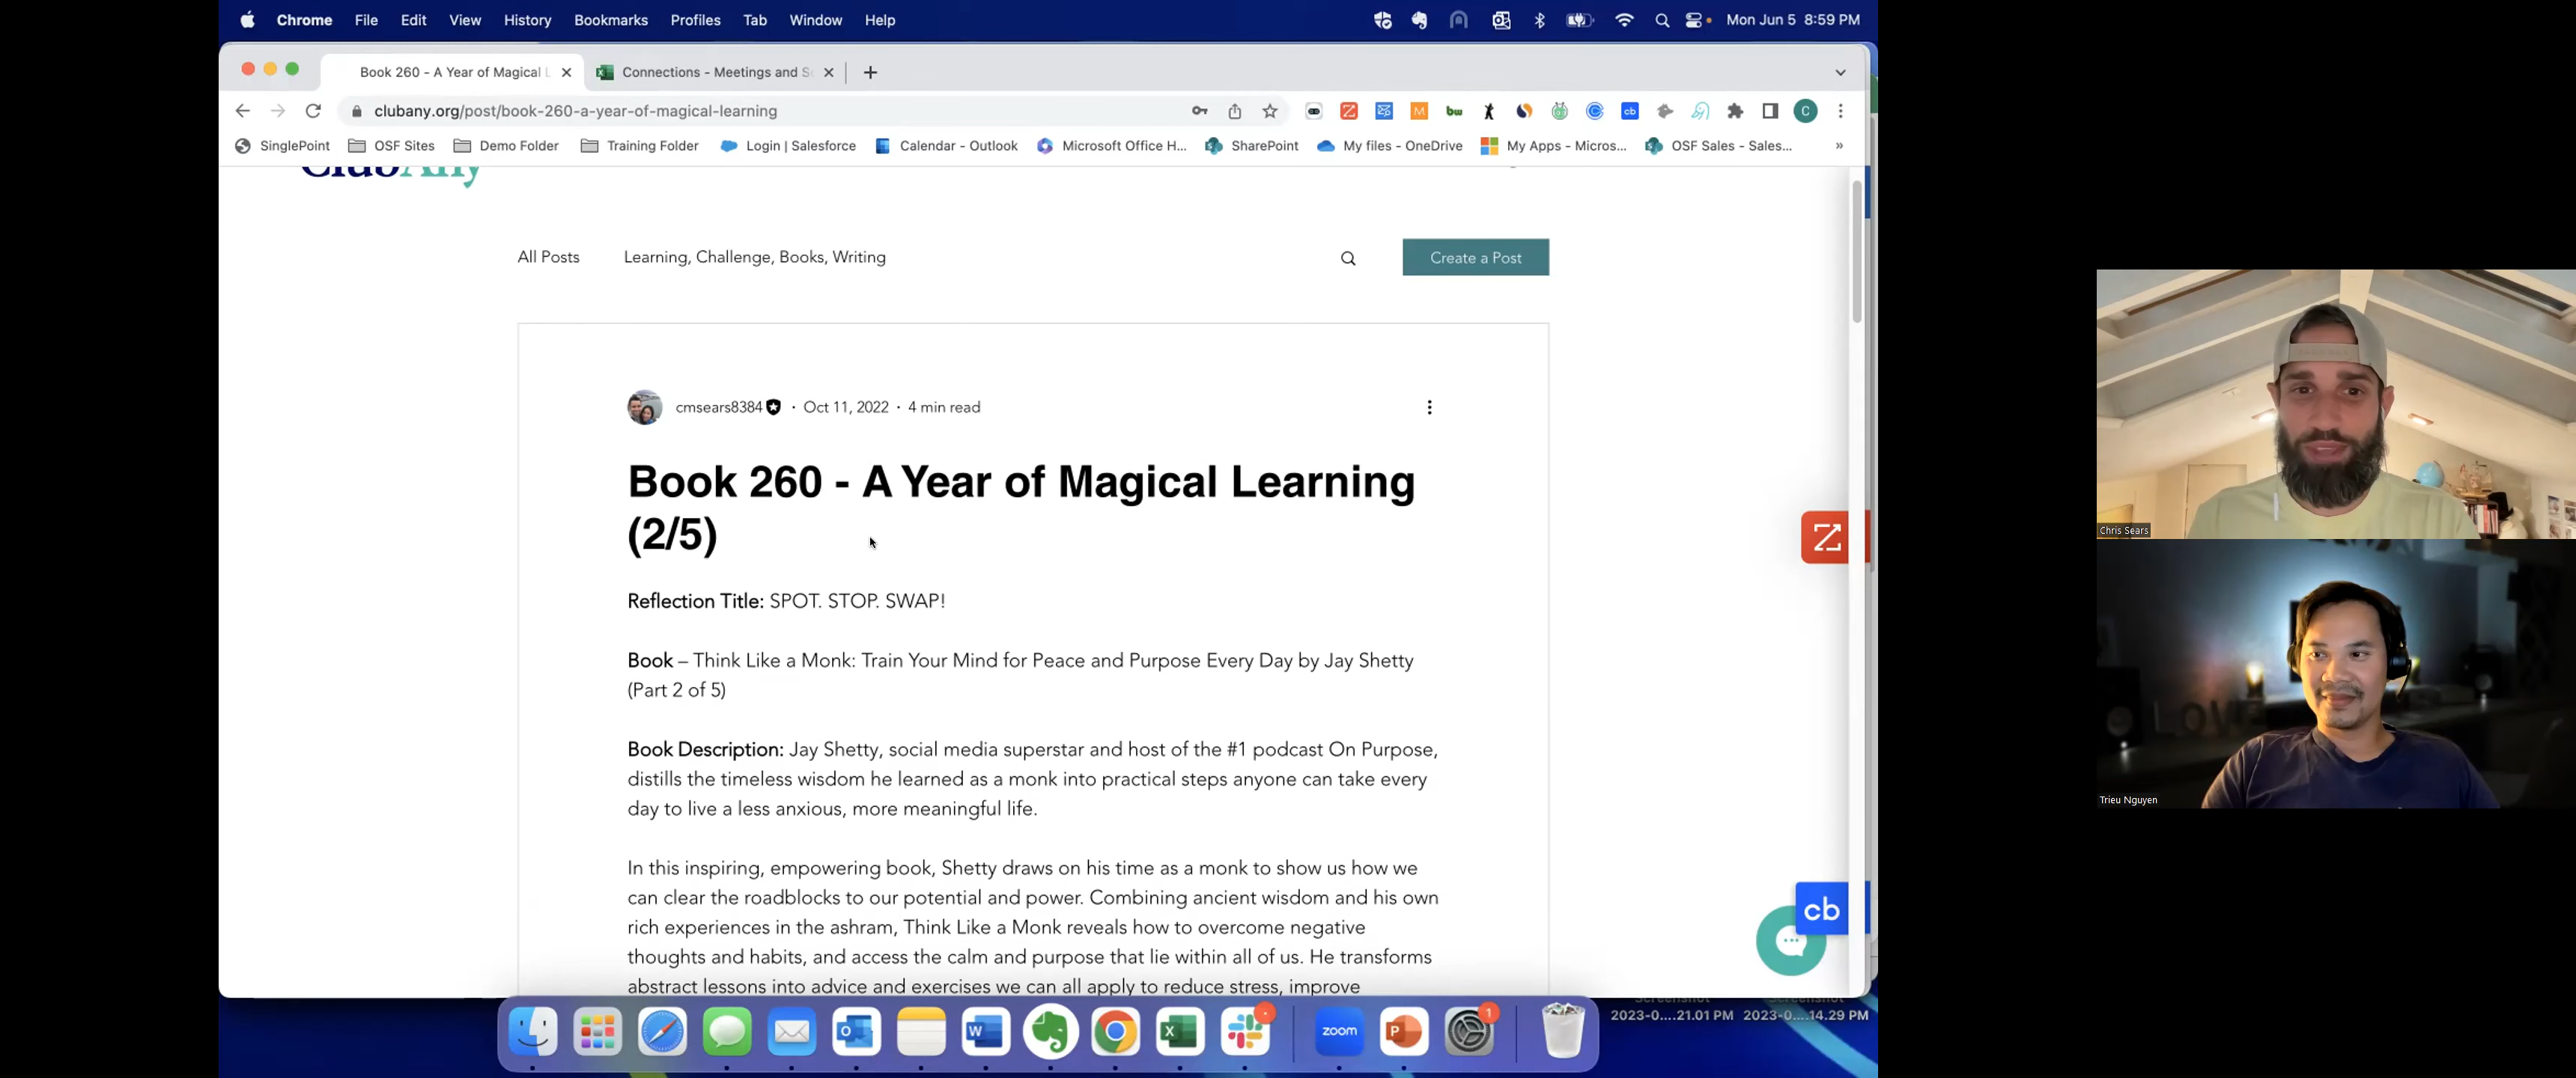 Chrome File Edit View History Bookmarks Profiles Tab Window Help Mon Jun 5 8:59 PM
Book 260 - A Year of Magical L Connections - Meetings and S
clubany.org/post/book-260-a-year-of-magical-learning
SinglePoint OSF Sites Demo Folder Training Folder Login | Salesforce Calendar - Outlook Microsoft Office H... SharePoint My files - OneDrive My Apps - Micros... OSF Sales - Sales... »
ClubAny
All Posts Learning, Challenge, Books, Writing Create a Post
cmsears8384 · Oct 11, 2022 · 4 min read
Book 260 - A Year of Magical Learning
(2/5)
Reflection Title: SPOT. STOP. SWAP!
Book – Think Like a Monk: Train Your Mind for Peace and Purpose Every Day by Jay Shetty
(Part 2 of 5)
Book Description: Jay Shetty, social media superstar and host of the #1 podcast On Purpose,
distills the timeless wisdom he learned as a monk into practical steps anyone can take every
day to live a less anxious, more meaningful life.
In this inspiring, empowering book, Shetty draws on his time as a monk to show us how we
can clear the roadblocks to our potential and power. Combining ancient wisdom and his own
rich experiences in the ashram, Think Like a Monk reveals how to overcome negative
thoughts and habits, and access the calm and purpose that lie within all of us. He transforms
abstract lessons into advice and exercises we can all apply to reduce stress, improve
cb
Screenshot Screenshot
2023-0....21.01 PM 2023-0....14.29 PM
zoom
1
Chris Sears
LOVE
Trieu Nguyen